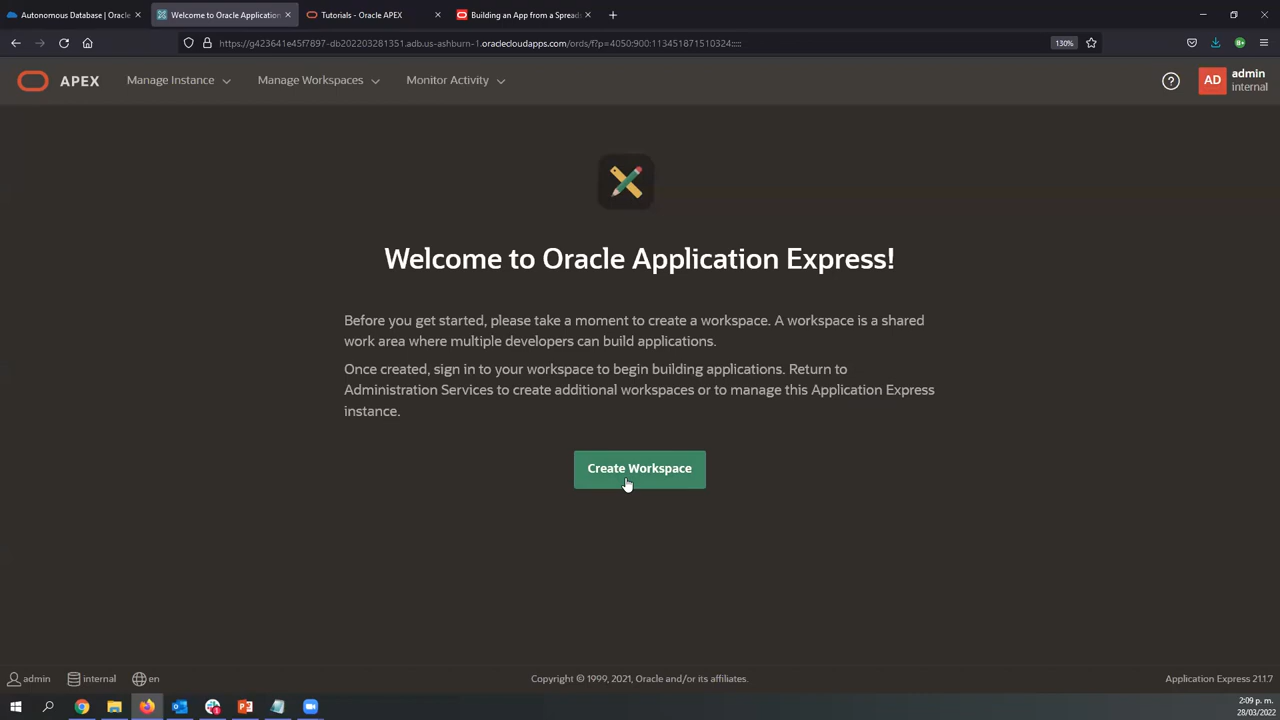 Autonomous Database | Oracle
Welcome to Oracle Application
Tutorials - Oracle APEX
Building an App from a Spreads
https://g423641e45f7897-db202203281351.adb.us-ashburn-1.oraclecloudapps.com/ords/f?p=4050:900:113451871510324:::::
130%
APEX
Manage Instance
Manage Workspaces
Monitor Activity
AD
admin
internal
Welcome to Oracle Application Express!
Before you get started, please take a moment to create a workspace. A workspace is a shared
work area where multiple developers can build applications.
Once created, sign in to your workspace to begin building applications. Return to
Administration Services to create additional workspaces or to manage this Application Express
instance.
Create Workspace
admin
internal
en
Copyright © 1999, 2021, Oracle and/or its affiliates.
Application Express 21.1.7
2:09 p. m.
28/03/2022